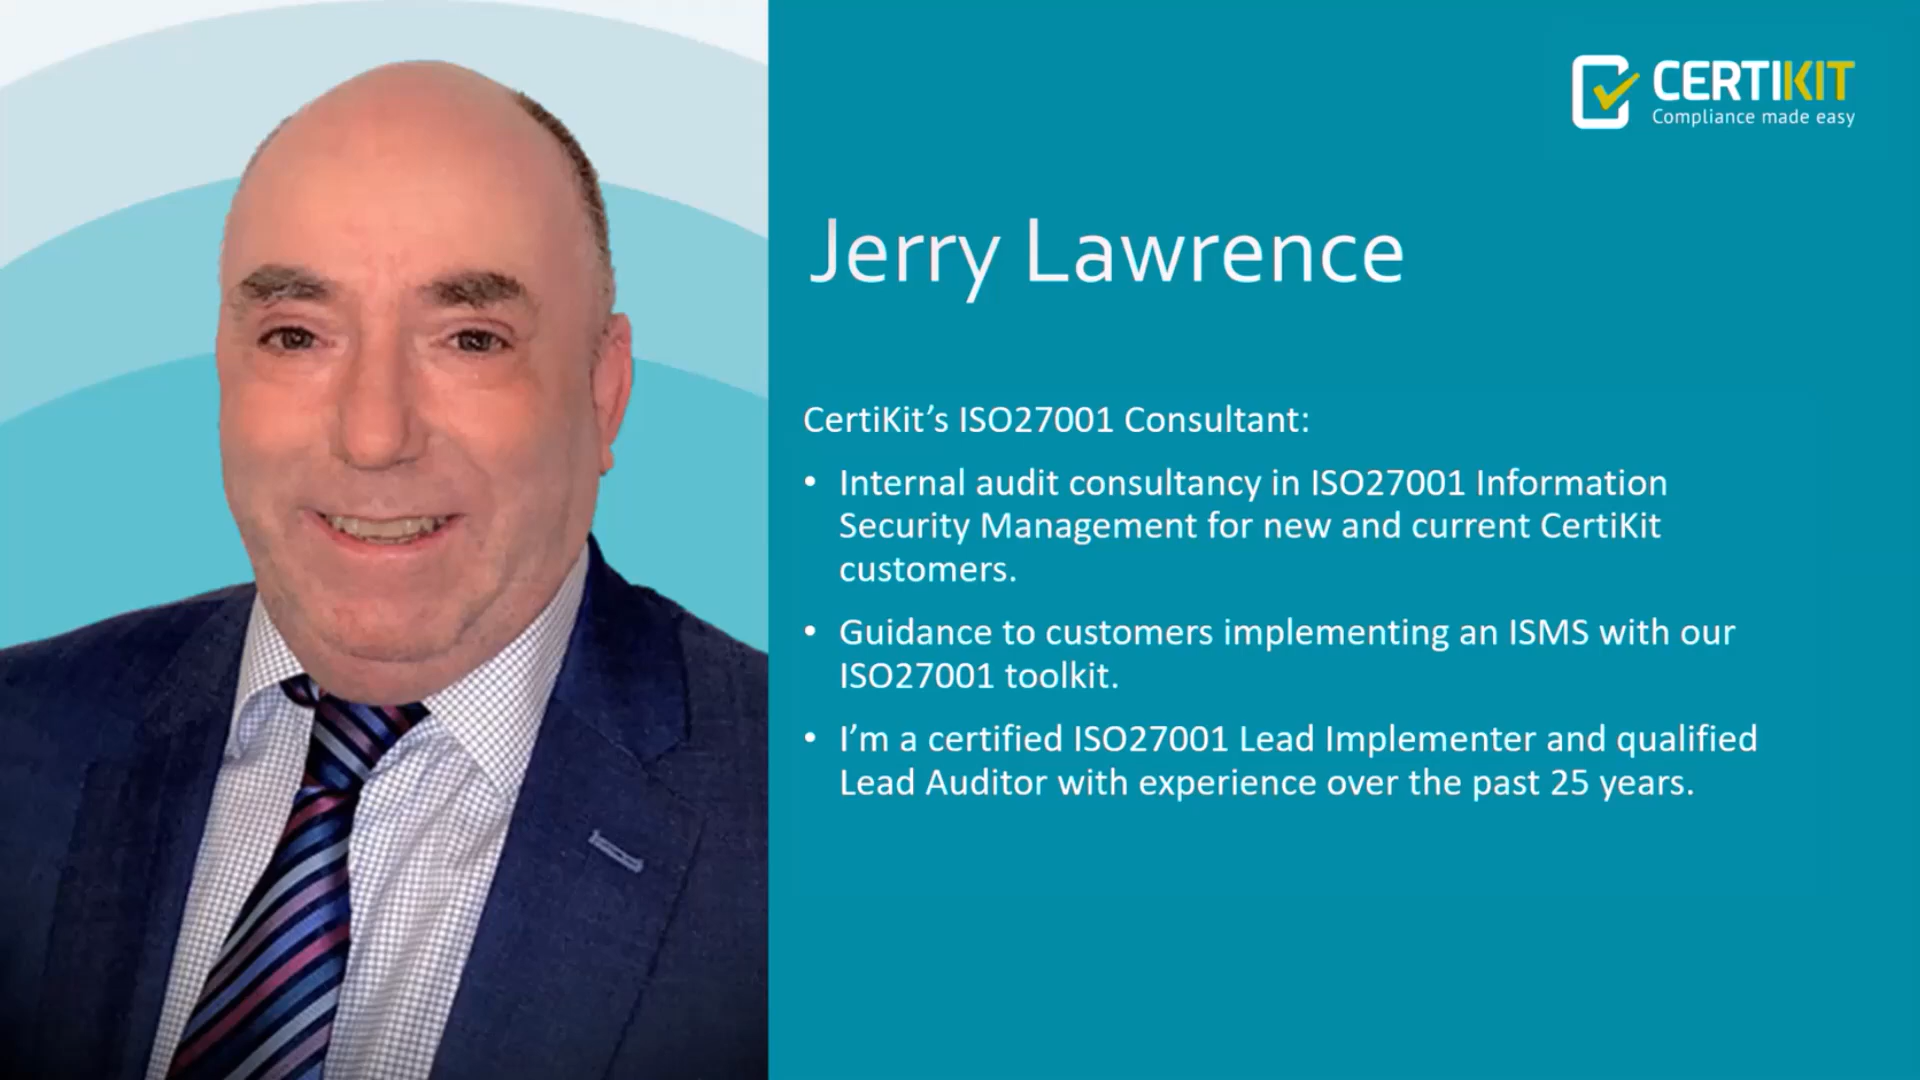 CERTIKIT
Compliance made easy
Jerry Lawrence
CertiKit’s ISO27001 Consultant:
• Internal audit consultancy in ISO27001 Information
Security Management for new and current CertiKit
customers.
• Guidance to customers implementing an ISMS with our
ISO27001 toolkit.
• I’m a certified ISO27001 Lead Implementer and qualified
Lead Auditor with experience over the past 25 years.